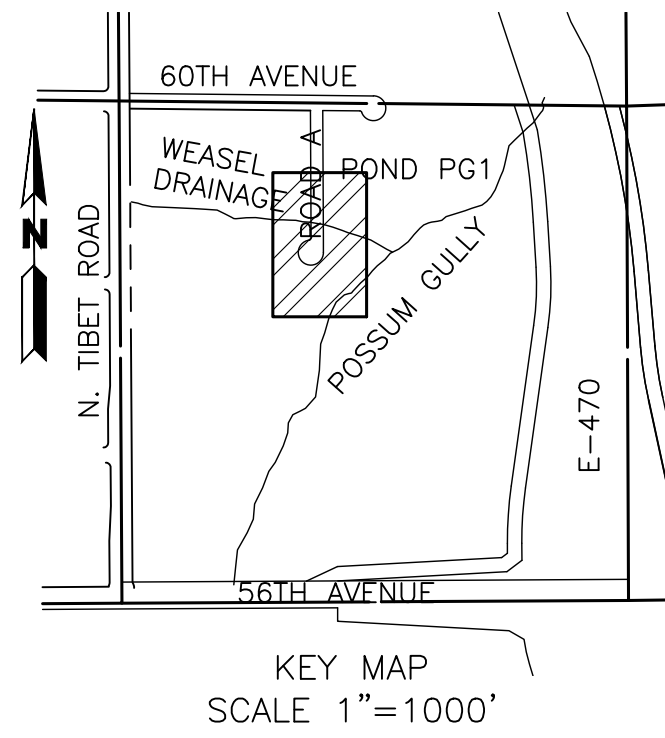 60TH AVENUE
WEASEL
DRAINAGE
ROAD A
POND PG1
N
N. TIBET ROAD
POSSUM GULLY
E-470
56TH AVENUE
KEY MAP
SCALE 1"=1000'